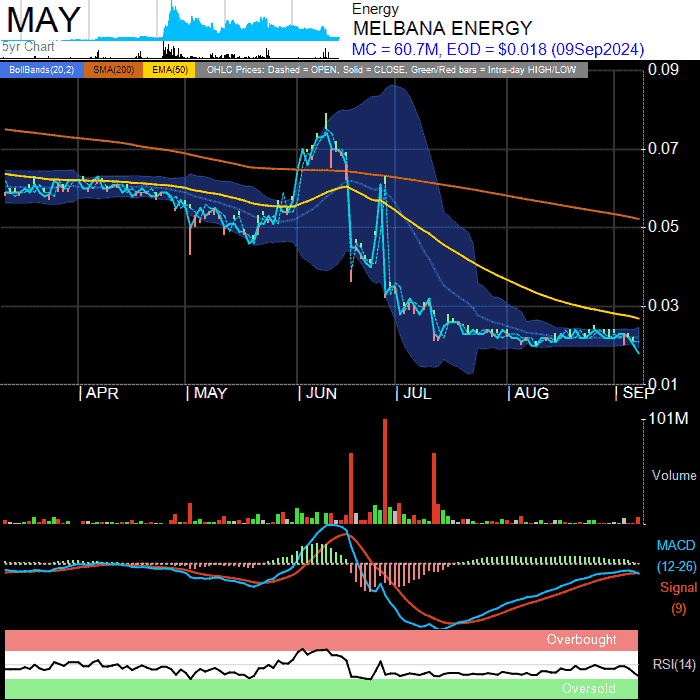 MAY
5yr Chart
Energy
MELBANA ENERGY
MC = 60.7M, EOD = $0.018 (09Sep2024)
BollBands(20,2) SMA(200) EMA(50) OHLC Prices: Dashed = OPEN, Solid = CLOSE, Green/Red bars = Intra-day HIGH/LOW
0.09
0.07
0.05
0.03
0.01
APR MAY JUN JUL AUG SEP
101M
Volume
MACD
(12-26)
Signal
(9)
Overbought
RSI(14)
Oversold